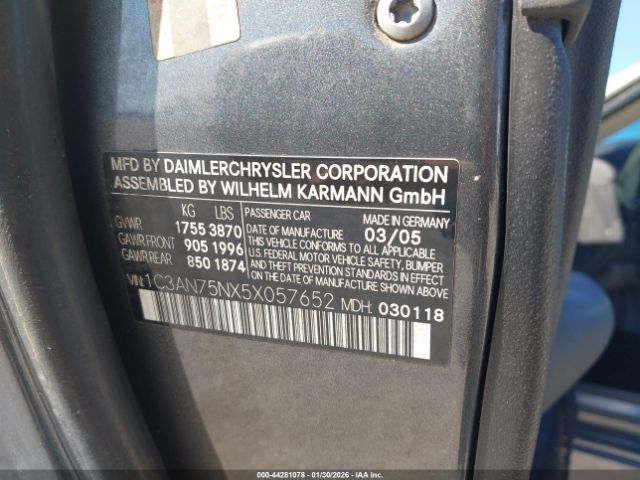 MFD BY DAIMLERCHRYSLER CORPORATION
ASSEMBLED BY WILHELM KARMANN GmbH
KG LBS PASSENGER CAR MADE IN GERMANY
GVWR 1755 3870 DATE OF MANUFACTURE 03/05
GAWR FRONT 905 1996 THIS VEHICLE CONFORMS TO ALL APPLICABLE
GAWR REAR 850 1874 U.S. FEDERAL MOTOR VEHICLE SAFETY, BUMPER
AND THEFT PREVENTION STANDARDS IN EFFECT
ON THE DATE OF MANUFACTURE SHOWN ABOVE
VIN: 1C3AN75NX5X057652 MDH: 030118
000-44281078 | 01/30/2026 | IAA Holdings, LLC